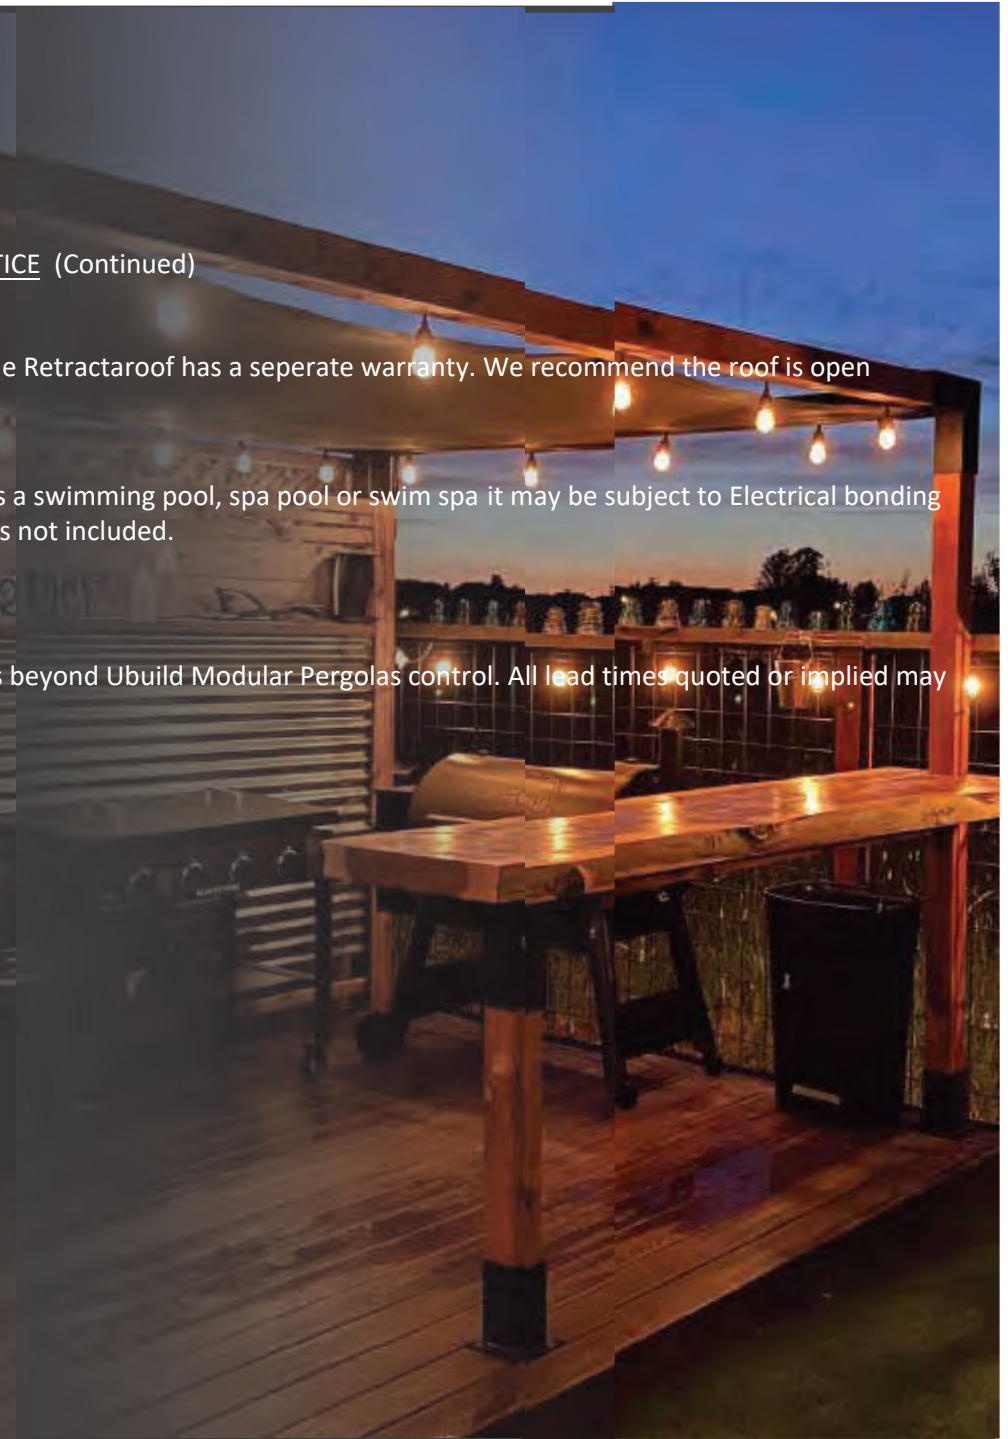 TICE (Continued)
e Retractaroof has a seperate warranty. We recommend the roof is open
s a swimming pool, spa pool or swim spa it may be subject to Electrical bonding
s not included.
s beyond Ubuild Modular Pergolas control. All lead times quoted or implied may